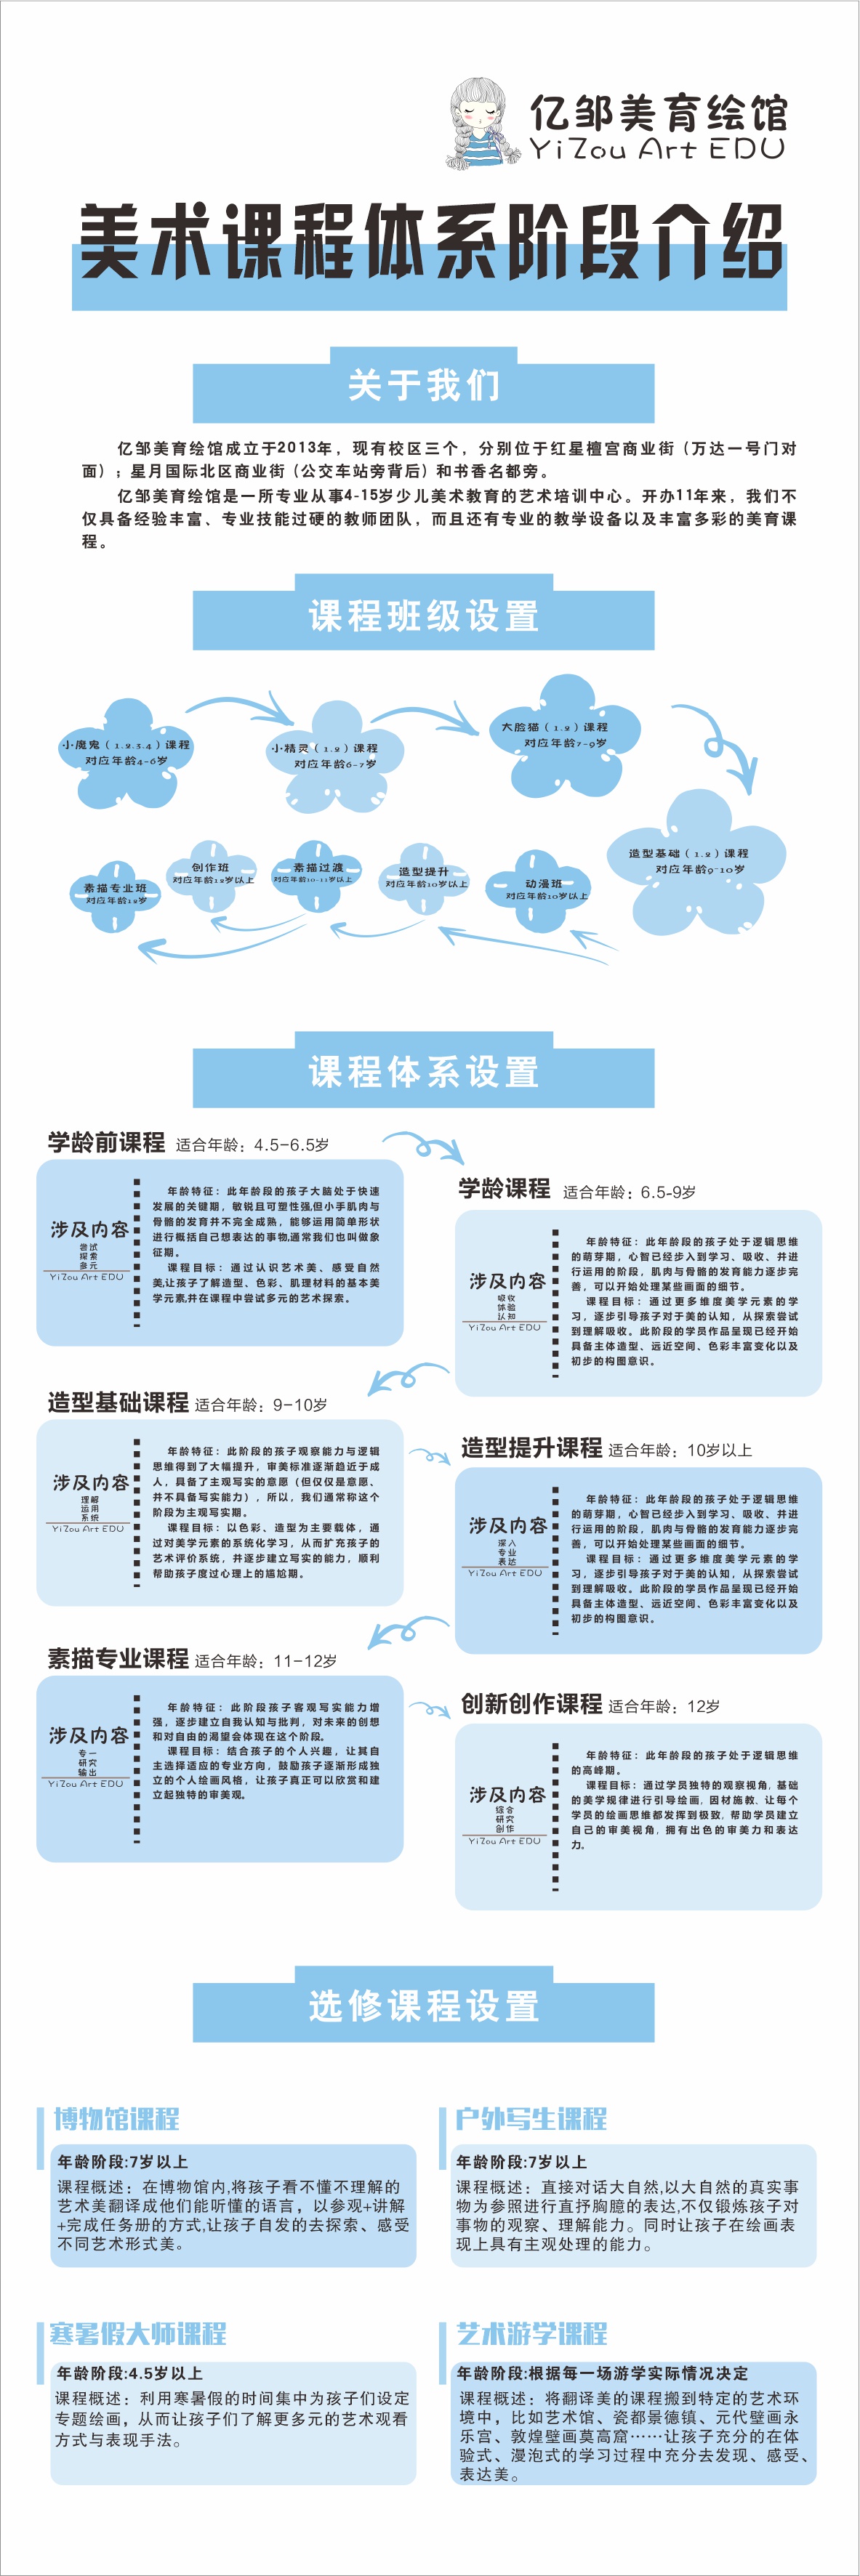 亿邹美育绘馆
YiZou Art EDU
美术课程体系阶段介绍
关于我们
亿邹美育绘馆成立于2013年，现有校区三个，分别位于红星檀宫商业街（万达一号门对
面）；星月国际北区商业街（公交车站旁背后）和书香名都旁。
亿邹美育绘馆是一所专业从事4-15岁少儿美术教育的艺术培训中心。开办11年来，我们不
仅具备经验丰富、专业技能过硬的教师团队，而且还有专业的教学设备以及丰富多彩的美育课
程。
课程班级设置
小魔鬼（1.2.3.4）课程
对应年龄4-6岁
小精灵（1.2）课程
对应年龄6-7岁
大脸猫（1.2）课程
对应年龄7-9岁
造型基础（1.2）课程
对应年龄9-10岁
动漫班
对应年龄10岁以上
造型提升
对应年龄10岁以上
素描过渡
对应年龄10-11岁以上
创作班
对应年龄12岁以上
素描专业班
对应年龄12岁
课程体系设置
学龄前课程 适合年龄：4.5-6.5岁
涉及内容
尝试
探索
多元
YiZou Art EDU
年龄特征：此年龄段的孩子大脑处于快速
发展的关键期，敏锐且可塑性强,但小手肌肉与
骨骼的发育并不完全成熟，能够运用简单形状
进行概括自己想表达的事物,通常我们也叫做象
征期。
课程目标：通过认识艺术美、感受自然
美,让孩子了解造型、色彩、肌理材料的基本美
学元素,并在课程中尝试多元的艺术探索。
学龄课程 适合年龄：6.5-9岁
涉及内容
吸收
体验
认知
YiZou Art EDU
年龄特征：此年龄段的孩子处于逻辑思维
的萌芽期，心智已经步入到学习、吸收、并进
行运用的阶段，肌肉与骨骼的发育能力逐步完
善，可以开始处理某些画面的细节。
课程目标：通过更多维度美学元素的学
习，逐步引导孩子对于美的认知，从探索尝试
到理解吸收。此阶段的学员作品呈现已经开始
具备主体造型、远近空间、色彩丰富变化以及
初步的构图意识。
造型基础课程 适合年龄：9-10岁
涉及内容
理解
运用
系统
YiZou Art EDU
年龄特征：此阶段的孩子观察能力与逻辑
思维得到了大幅提升，审美标准逐渐趋近于成
人，具备了主观写实的意愿（但仅仅是意愿、
并不具备写实能力），所以，我们通常称这个
阶段为主观写实期。
课程目标：以色彩、造型为主要载体，通
过对美学元素的系统化学习，从而扩充孩子的
艺术评价系统，并逐步建立写实的能力，顺利
帮助孩子度过心理上的尴尬期。
造型提升课程 适合年龄：10岁以上
涉及内容
深入
专业
表达
YiZou Art EDU
年龄特征：此年龄段的孩子处于逻辑思维
的萌芽期，心智已经步入到学习、吸收、并进
行运用的阶段，肌肉与骨骼的发育能力逐步完
善，可以开始处理某些画面的细节。
课程目标：通过更多维度美学元素的学
习，逐步引导孩子对于美的认知，从探索尝试
到理解吸收。此阶段的学员作品呈现已经开始
具备主体造型、远近空间、色彩丰富变化以及
初步的构图意识。
素描专业课程 适合年龄：11-12岁
涉及内容
专一
研究
输出
YiZou Art EDU
年龄特征：此阶段孩子客观写实能力增
强，逐步建立自我认知与批判，对未来的创想
和对自由的渴望会体现在这个阶段。
课程目标：结合孩子的个人兴趣，让其自
主选择适应的专业方向，鼓励孩子逐渐形成独
立的个人绘画风格，让孩子真正可以欣赏和建
立起独特的审美观。
创新创作课程 适合年龄：12岁
涉及内容
综合
研究
创作
YiZou Art EDU
年龄特征：此年龄段的孩子处于逻辑思维
的高峰期。
课程目标：通过学员独特的观察视角，基础
的美学规律进行引导绘画，因材施教、让每个
学员的绘画思维都发挥到极致，帮助学员建立
自己的审美视角，拥有出色的审美力和表达
力。
选修课程设置
博物馆课程
年龄阶段:7岁以上
课程概述：在博物馆内,将孩子看不懂不理解的
艺术美翻译成他们能听懂的语言，以参观+讲解
+完成任务册的方式,让孩子自发的去探索、感受
不同艺术形式美。
户外写生课程
年龄阶段:7岁以上
课程概述：直接对话大自然,以大自然的真实事
物为参照进行直抒胸臆的表达,不仅锻炼孩子对
事物的观察、理解能力。同时让孩子在绘画表
现上具有主观处理的能力。
寒暑假大师课程
年龄阶段:4.5岁以上
课程概述：利用寒暑假的时间集中为孩子们设定
专题绘画，从而让孩子们了解更多元的艺术观看
方式与表现手法。
艺术游学课程
年龄阶段:根据每一场游学实际情况决定
课程概述：将翻译美的课程搬到特定的艺术环
境中，比如艺术馆、瓷都景德镇、元代壁画永
乐宫、敦煌壁画莫高窟……让孩子充分的在体
验式、漫泡式的学习过程中充分去发现、感受、
表达美。